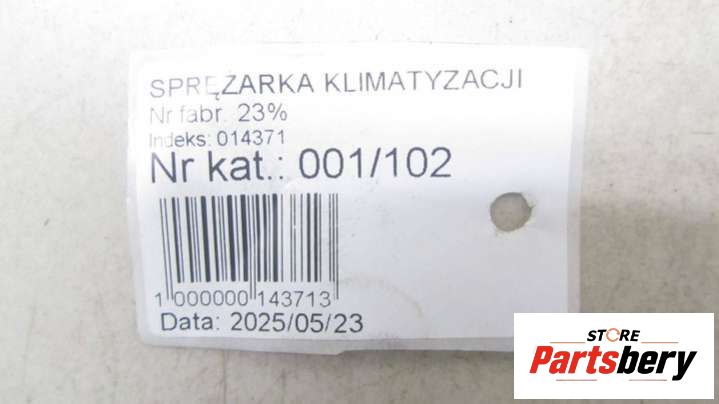 SPRĘŻARKA KLIMATYZACJI
Nr fabr. 23%
Indeks: 014371
Nr kat.: 001/102
1 000000 143713
Data: 2025/05/23
STORE
Partsbery